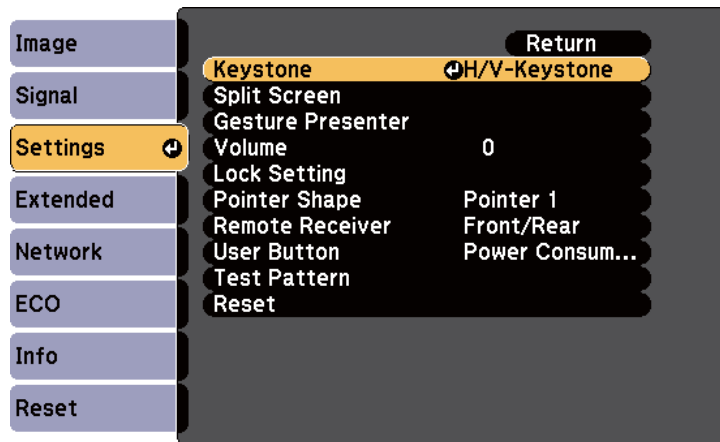 Image
Signal
Settings
Extended
Network
ECO
Info
Reset
Return
Keystone H/V-Keystone
Split Screen
Gesture Presenter
Volume 0
Lock Setting
Pointer Shape Pointer 1
Remote Receiver Front/Rear
User Button Power Consum...
Test Pattern
Reset